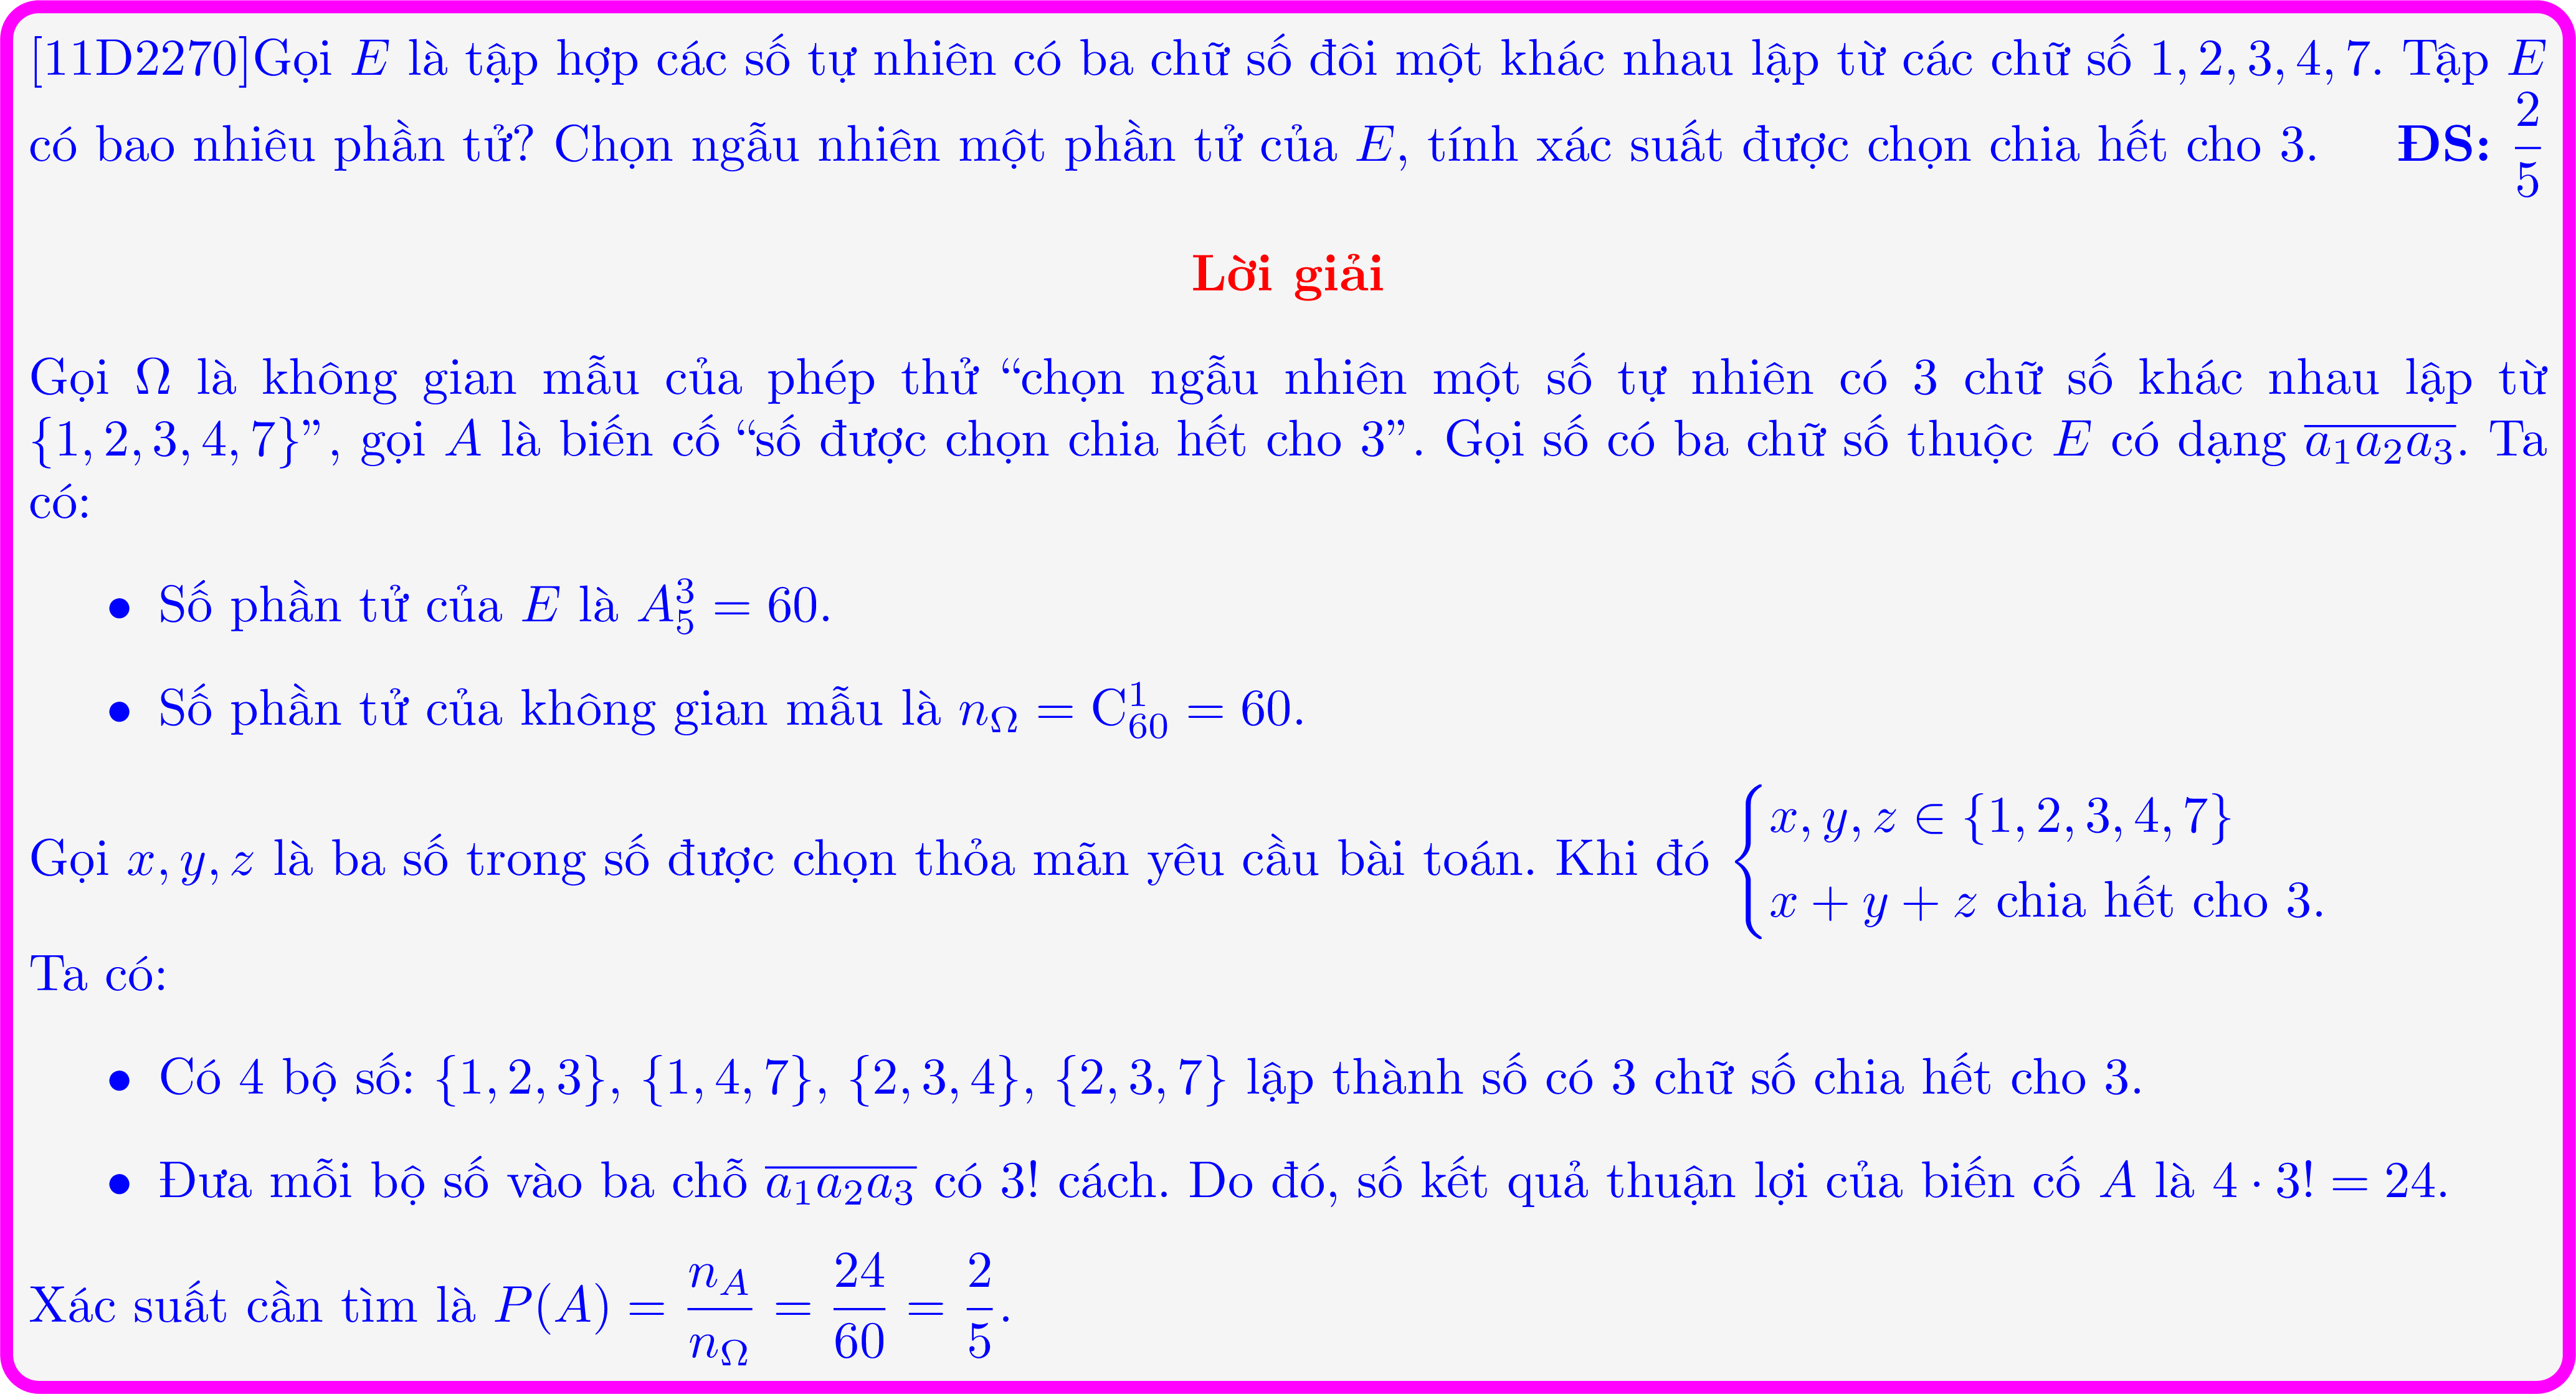 [11D2270]Gọi E là tập hợp các số tự nhiên có ba chữ số đôi một khác nhau lập từ các chữ số 1, 2, 3, 4, 7. Tập E
có bao nhiêu phần tử? Chọn ngẫu nhiên một phần tử của E, tính xác suất được chọn chia hết cho 3. ĐS: $\dfrac{2}{5}$
Lời giải
Gọi Ω là không gian mẫu của phép thử “chọn ngẫu nhiên một số tự nhiên có 3 chữ số khác nhau lập từ
{1, 2, 3, 4, 7}”, gọi A là biến cố “số được chọn chia hết cho 3”. Gọi số có ba chữ số thuộc E có dạng $\overline{a_1a_2a_3}$. Ta
có:
• Số phần tử của E là $A_5^3 = 60$.
• Số phần tử của không gian mẫu là $n_Ω = \mathrm{C}_{60}^1 = 60$.
Gọi x, y, z là ba số trong số được chọn thỏa mãn yêu cầu bài toán. Khi đó $\begin{cases} x, y, z \in \{1, 2, 3, 4, 7\} \\ x + y + z \text{ chia hết cho } 3. \end{cases}$
Ta có:
• Có 4 bộ số: {1, 2, 3}, {1, 4, 7}, {2, 3, 4}, {2, 3, 7} lập thành số có 3 chữ số chia hết cho 3.
• Đưa mỗi bộ số vào ba chỗ $\overline{a_1a_2a_3}$ có 3! cách. Do đó, số kết quả thuận lợi của biến cố A là 4 · 3! = 24.
Xác suất cần tìm là $P(A) = \dfrac{n_A}{n_Ω} = \dfrac{24}{60} = \dfrac{2}{5}$.